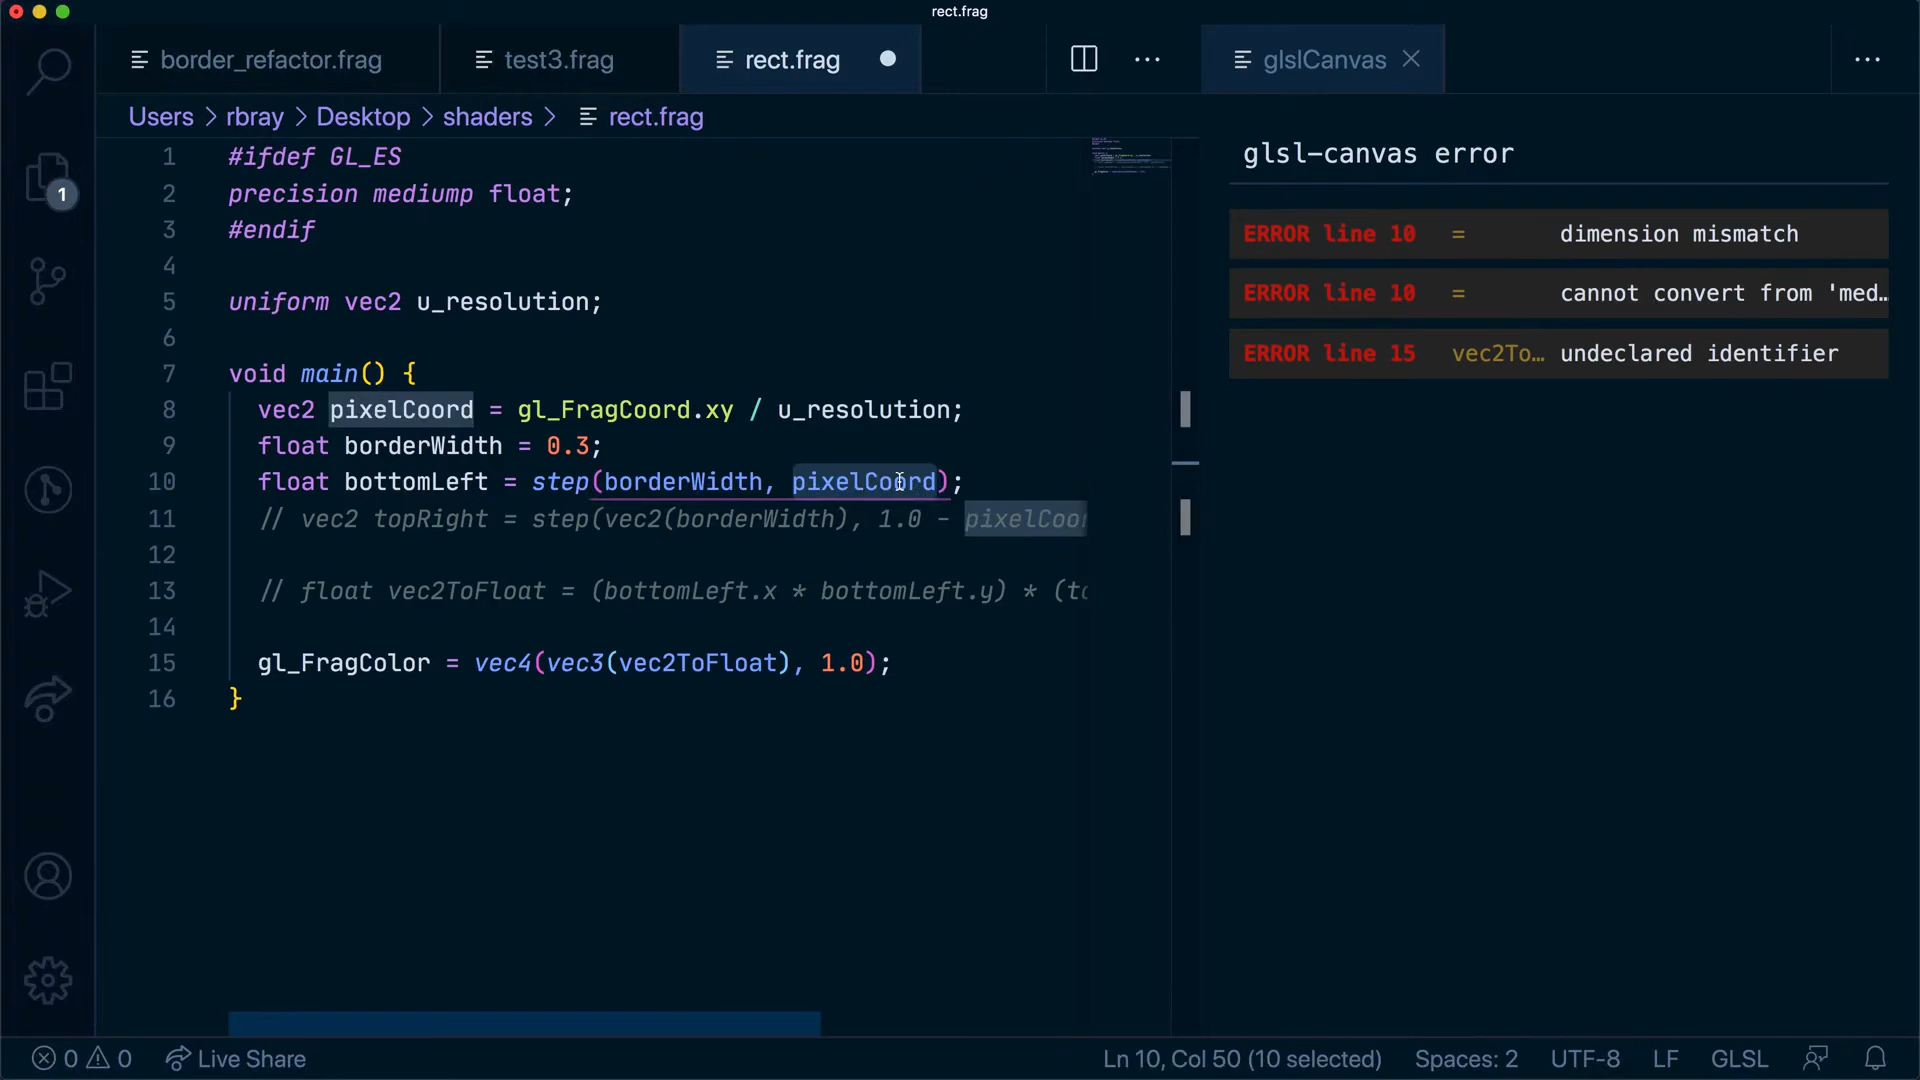 rect.frag
border_refactor.frag
test3.frag
rect.frag
glslCanvas
Users > rbray > Desktop > shaders > rect.frag
1 #ifdef GL_ES
2 precision mediump float;
3 #endif
4
5 uniform vec2 u_resolution;
6
7 void main() {
8 vec2 pixelCoord = gl_FragCoord.xy / u_resolution;
9 float borderWidth = 0.3;
10 float bottomLeft = step(borderWidth, pixelCoord);
11 // vec2 topRight = step(vec2(borderWidth), 1.0 - pixelCoor
12
13 // float vec2ToFloat = (bottomLeft.x * bottomLeft.y) * (to
14
15 gl_FragColor = vec4(vec3(vec2ToFloat), 1.0);
16 }
glsl-canvas error
ERROR line 10 = dimension mismatch
ERROR line 10 = cannot convert from 'med…
ERROR line 15 vec2To… undeclared identifier
1
0 0 Live Share
Ln 10, Col 50 (10 selected) Spaces: 2 UTF-8 LF GLSL